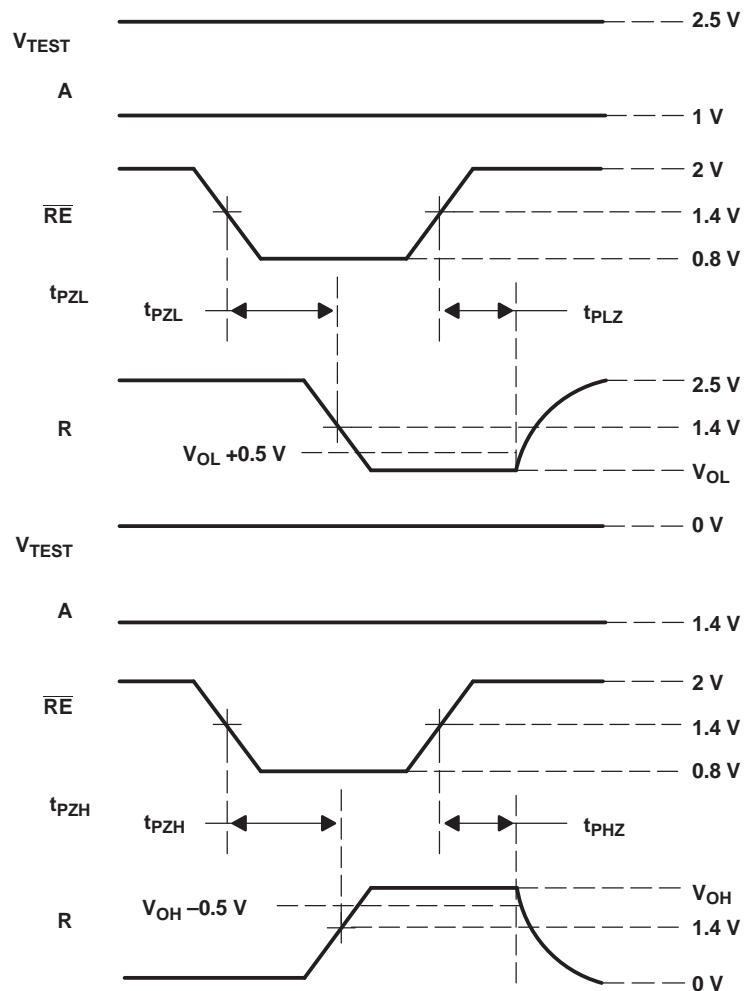 2.5 V
V_TEST
A
1 V
2 V
R̅E̅
1.4 V
0.8 V
t_PZL
t_PZL
t_PLZ
2.5 V
R
1.4 V
V_OL +0.5 V
V_OL
0 V
V_TEST
A
1.4 V
2 V
R̅E̅
1.4 V
0.8 V
t_PZH
t_PZH
t_PHZ
V_OH
V_OH –0.5 V
R
1.4 V
0 V